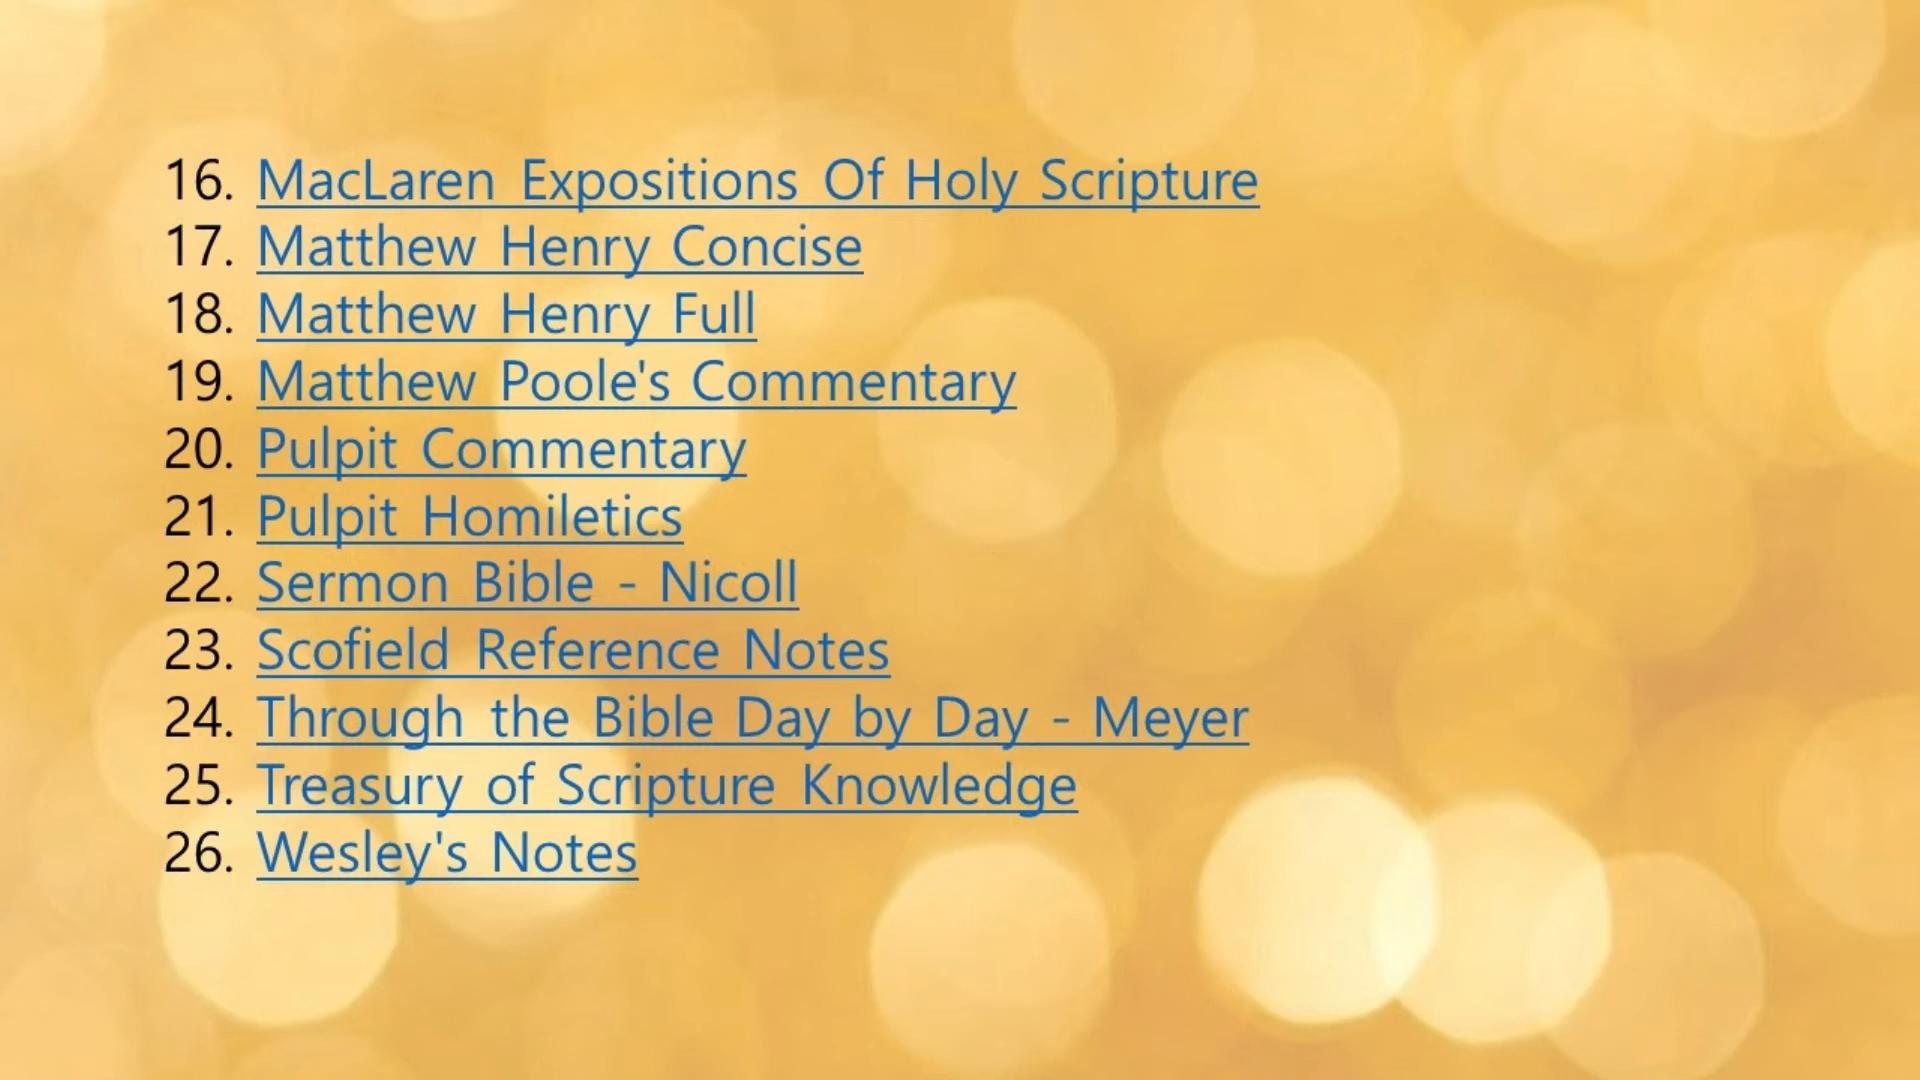 16. MacLaren Expositions Of Holy Scripture
17. Matthew Henry Concise
18. Matthew Henry Full
19. Matthew Poole's Commentary
20. Pulpit Commentary
21. Pulpit Homiletics
22. Sermon Bible - Nicoll
23. Scofield Reference Notes
24. Through the Bible Day by Day - Meyer
25. Treasury of Scripture Knowledge
26. Wesley's Notes